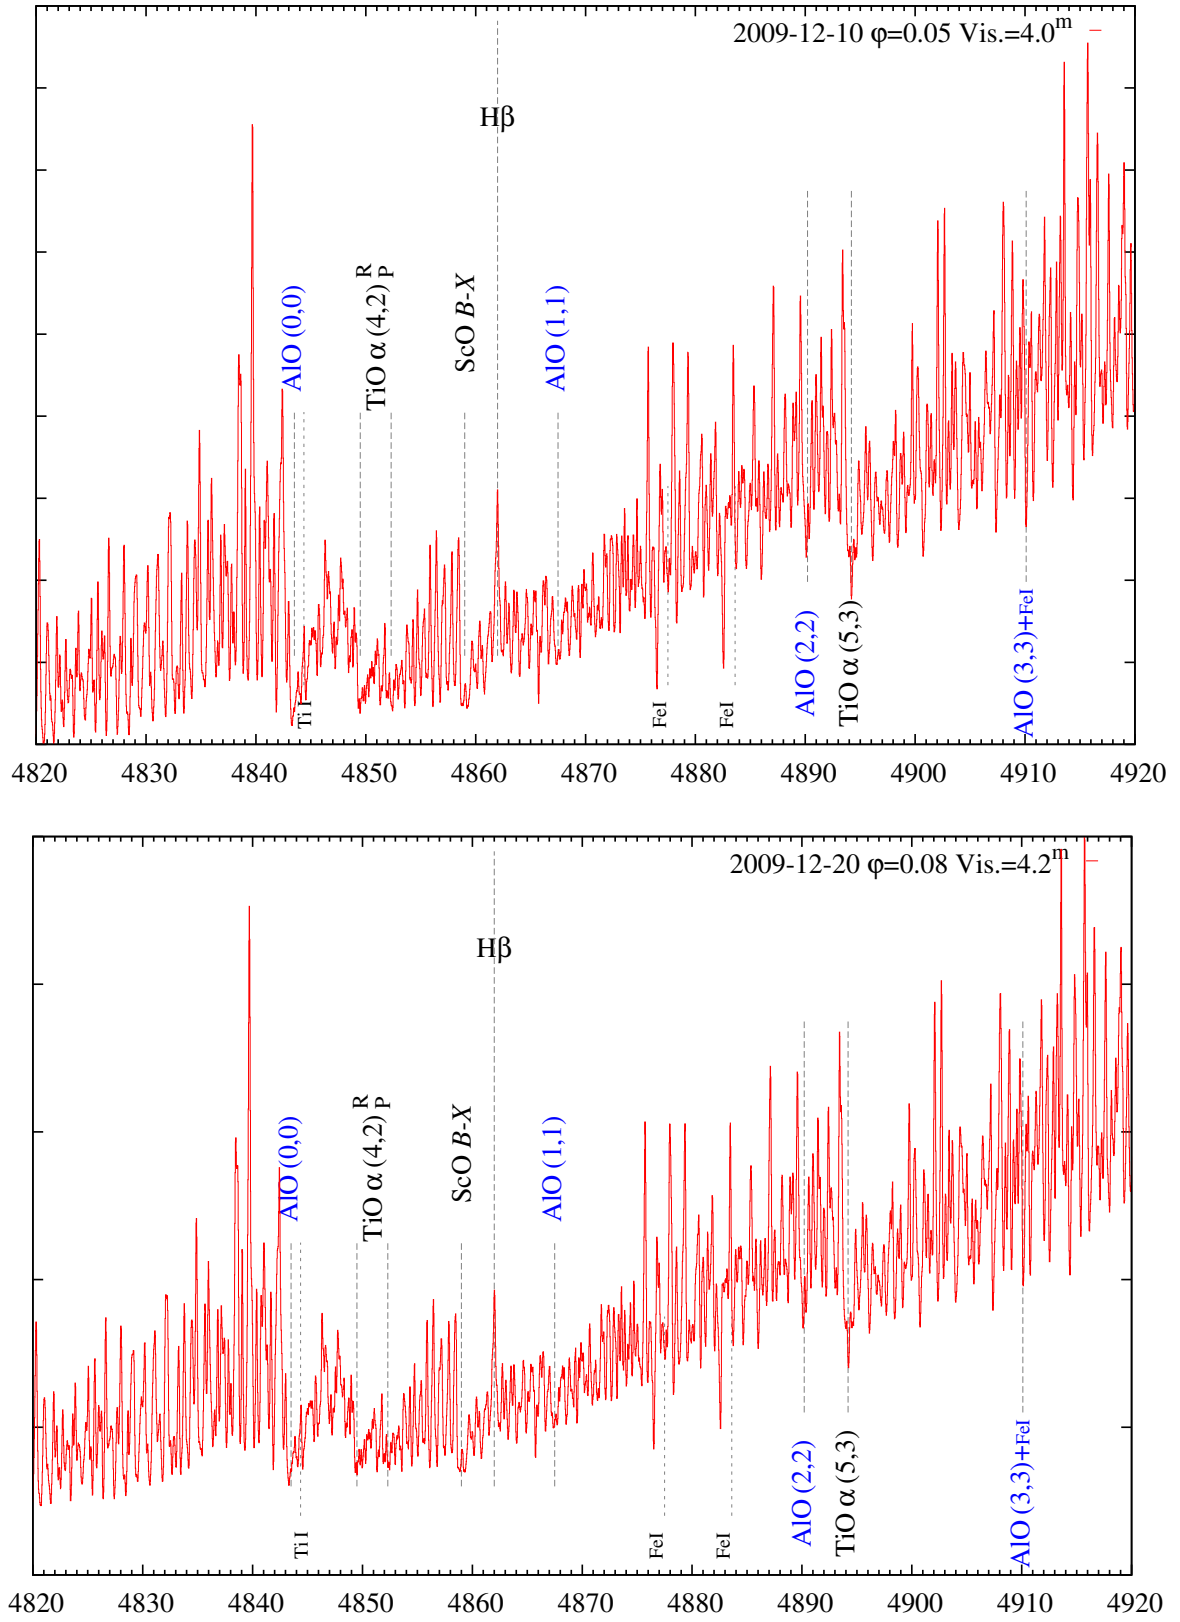 2009-12-10 φ=0.05 Vis.=4.0m
Hβ
AlO (0,0)
TiO α (4,2) R P
ScO B-X
AlO (1,1)
Ti I
FeI
FeI
AlO (2,2)
TiO α (5,3)
AlO (3,3)+FeI
4820 4830 4840 4850 4860 4870 4880 4890 4900 4910 4920
2009-12-20 φ=0.08 Vis.=4.2m
Hβ
AlO (0,0)
TiO α (4,2) R P
ScO B-X
AlO (1,1)
Ti I
FeI
FeI
AlO (2,2)
TiO α (5,3)
AlO (3,3)+FeI
4820 4830 4840 4850 4860 4870 4880 4890 4900 4910 4920